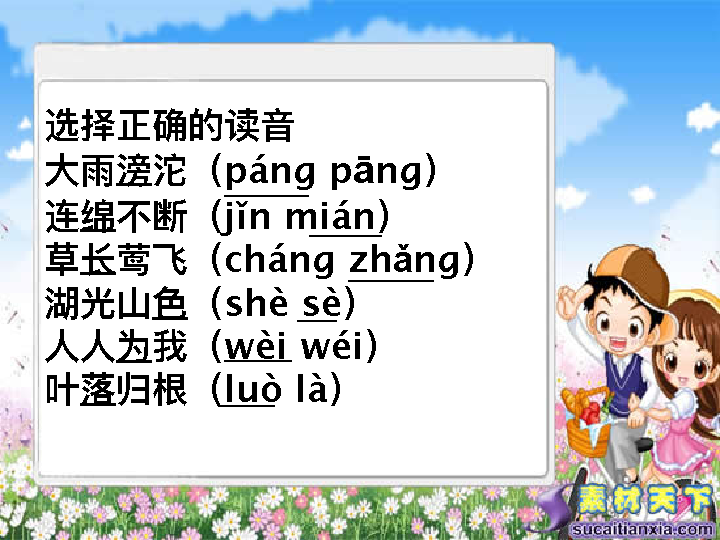 选择正确的读音
大雨滂沱（páng pāng）
连绵不断（jǐn mián）
草长莺飞（cháng zhǎng）
湖光山色（shè sè）
人人为我（wèi wéi）
叶落归根（luò là）
素材天下
sucaitianxia.com